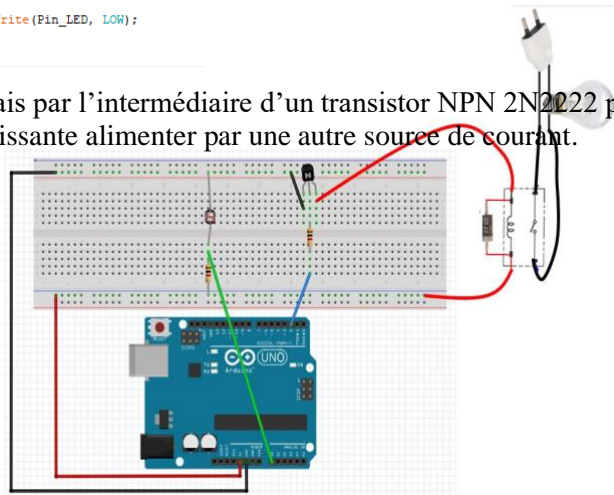 rite(Pin_LED, LOW);
ais par l'intermédiaire d'un transistor NPN 2N2222 p
issante alimenter par une autre source de courant.
UNO
Arduino